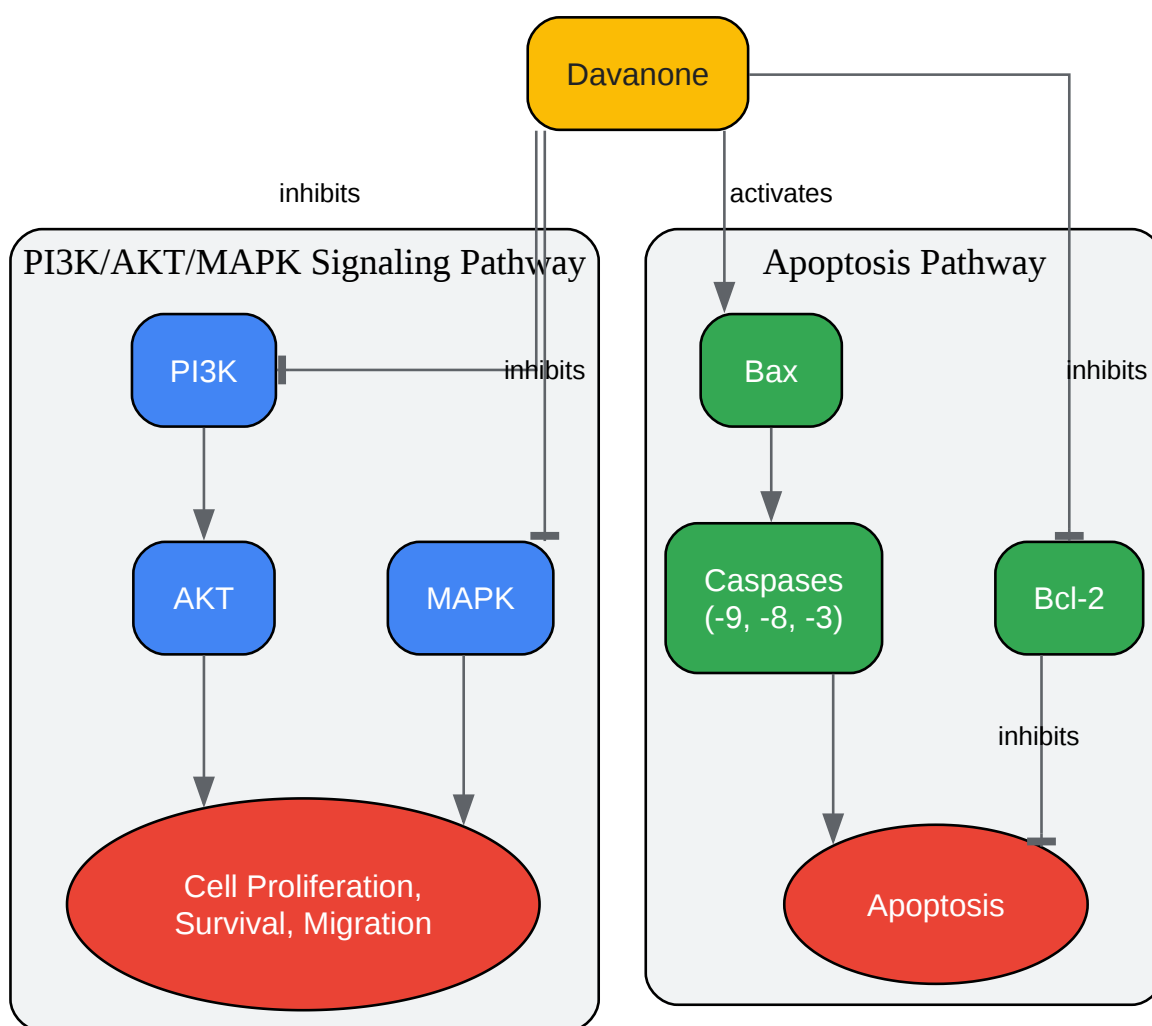 Davanone
inhibits
activates
PI3K/AKT/MAPK Signaling Pathway
Apoptosis Pathway
PI3K
inhibits
Bax
inhibits
AKT
MAPK
Caspases
(-9, -8, -3)
Bcl-2
inhibits
Cell Proliferation,
Survival, Migration
Apoptosis